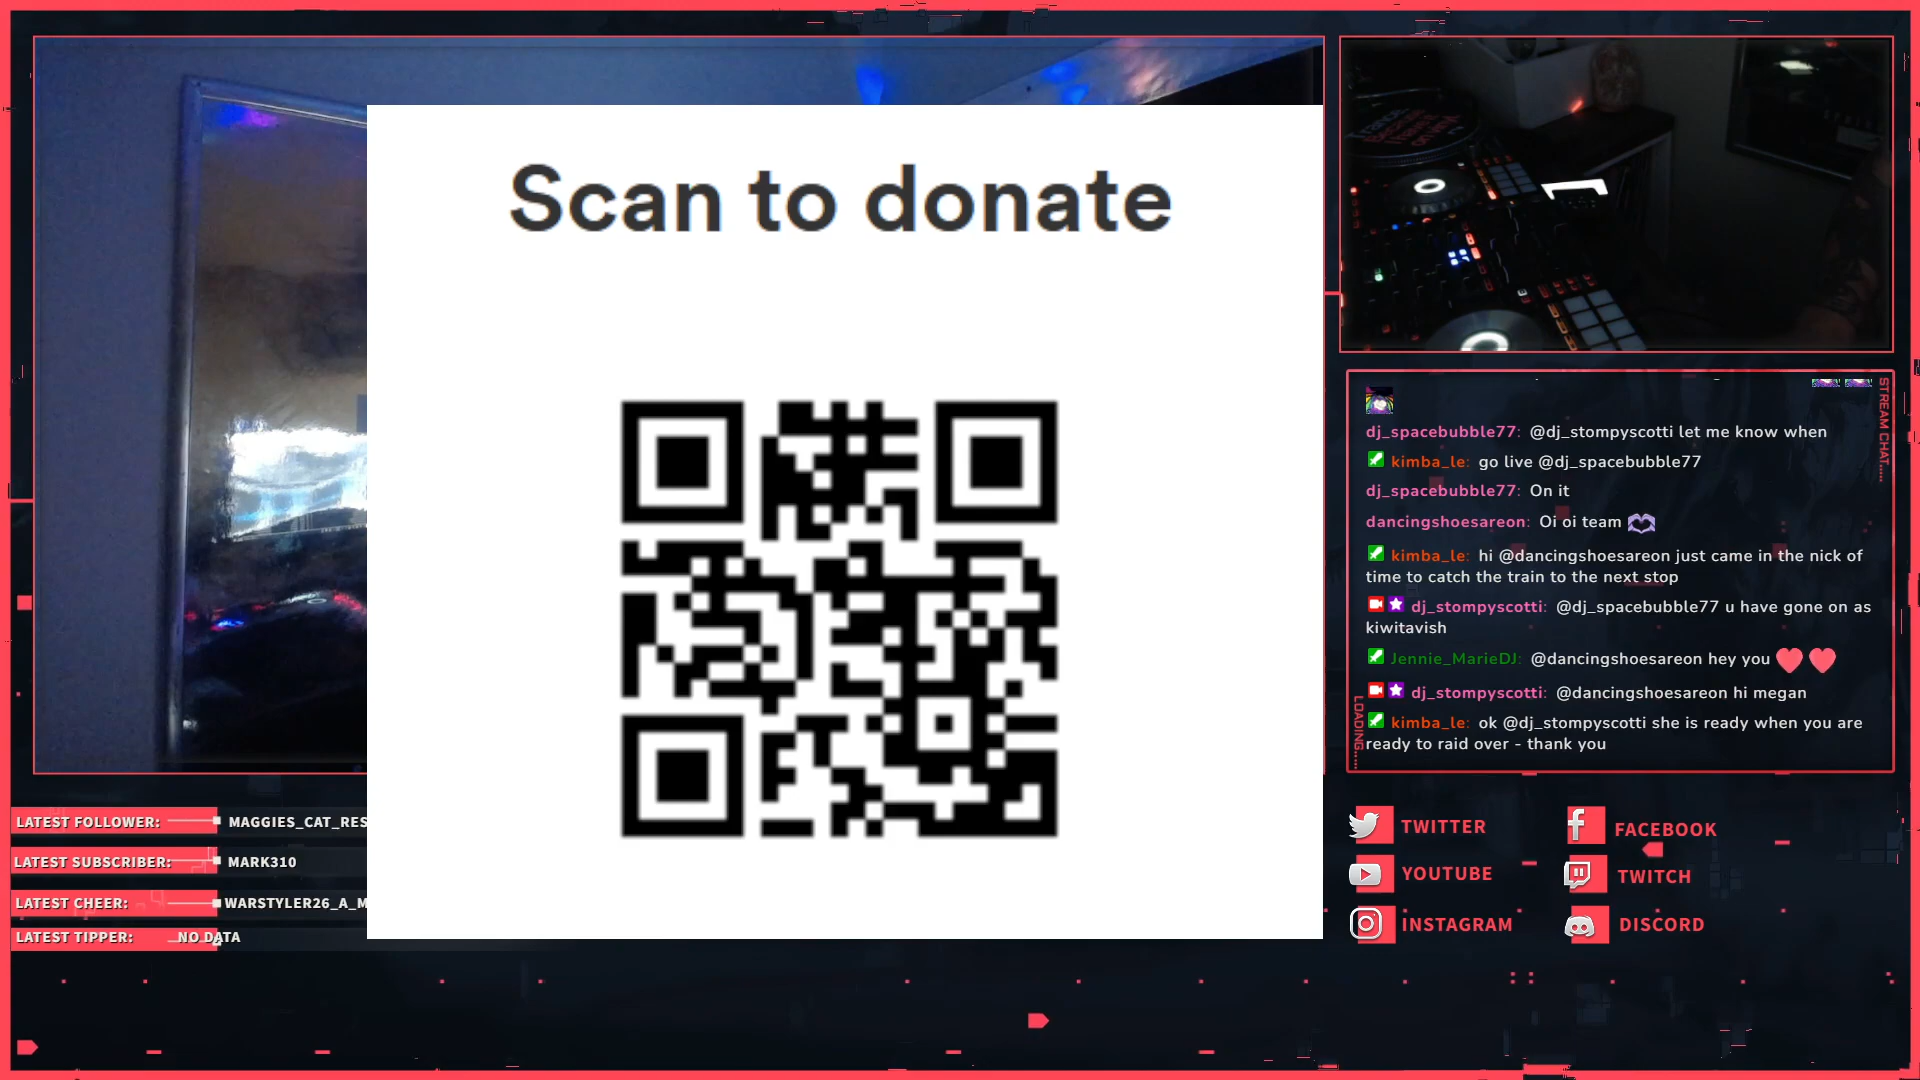 Scan to donate
Trance
dj_spacebubble77: @dj_stompyscotti let me know when
kimba_le: go live @dj_spacebubble77
dj_spacebubble77: On it
dancingshoesareon: Oi oi team
kimba_le: hi @dancingshoesareon just came in the nick of
time to catch the train to the next stop
dj_stompyscotti: @dj_spacebubble77 u have gone on as
kiwitavish
Jennie_MarieDJ: @dancingshoesareon hey you
dj_stompyscotti: @dancingshoesareon hi megan
kimba_le: ok @dj_stompyscotti she is ready when you are
ready to raid over - thank you
STREAM CHAT.....
LOADING.....
LATEST FOLLOWER: MAGGIES_CAT_RES
LATEST SUBSCRIBER: MARK310
LATEST CHEER: WARSTYLER26_A_M
LATEST TIPPER: NO DATA
TWITTER
FACEBOOK
YOUTUBE
TWITCH
INSTAGRAM
DISCORD